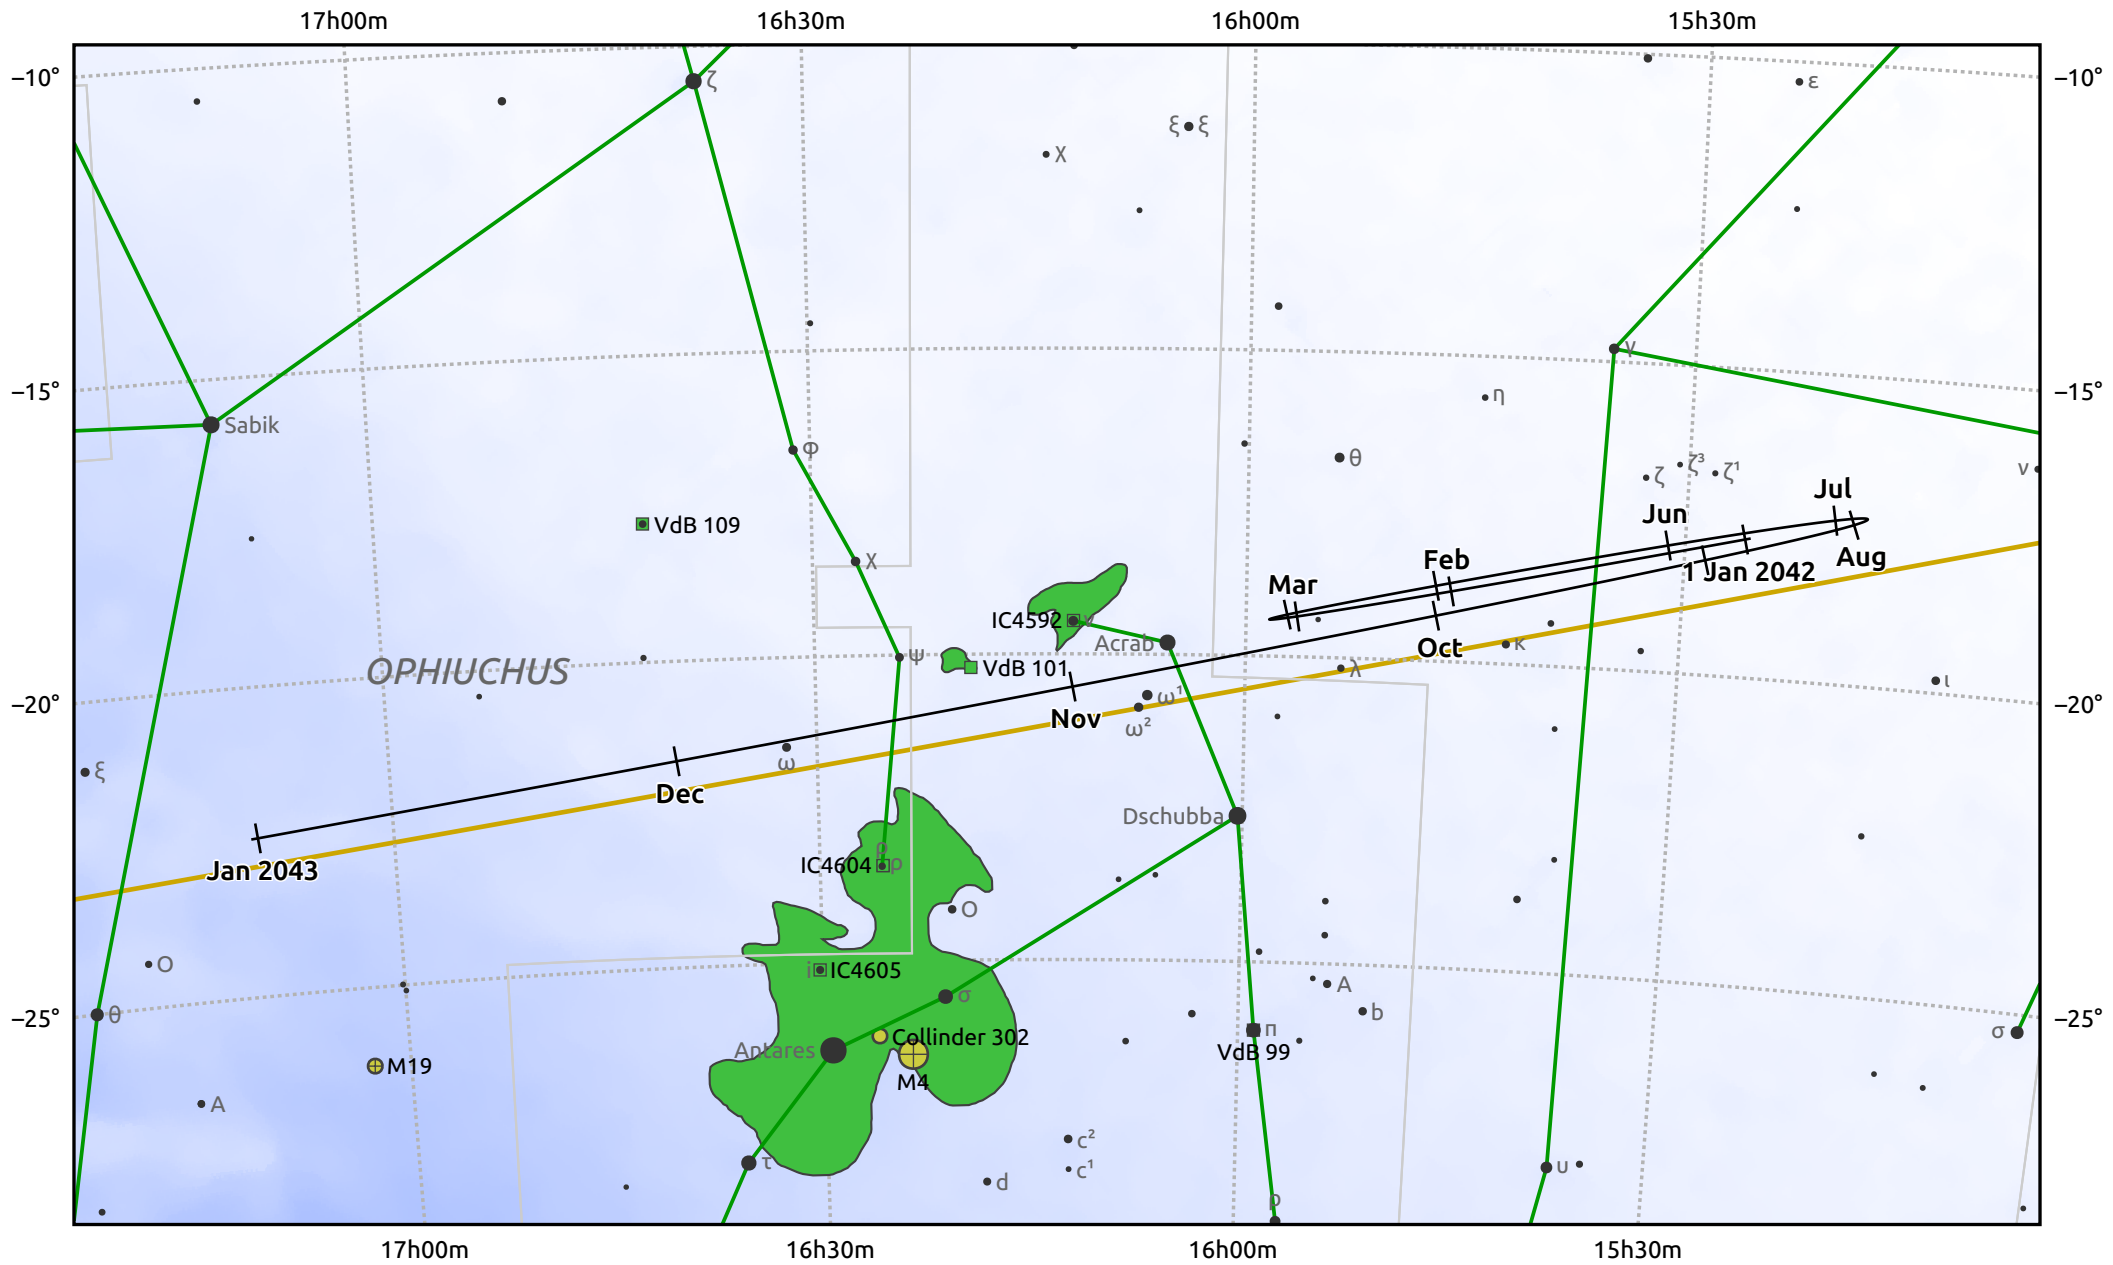 17h00m 16h30m 16h00m 15h30m
−10° −10°
ζ ε
ξ ξ
χ
γ
−15° −15°
η
Sabik
φ θ
ζ ζ³ ζ¹ ν
Jul
VdB 109 Jun
χ Feb Aug
1 Jan 2042
Mar
IC4592 ν
Acrab Oct κ
ψ VdB 101 λ
OPHIUCHUS
ω¹ ι
−20° −20°
Nov
ω²
ω
ξ
Dec
Dschubba
ρ
IC4604 ρ
Jan 2043
ο
ο i IC4605
A
σ
−25° θ b −25°
π σ
Collinder 302
Antares VdB 99
M19
M4
A
c²
τ c¹ υ
d
ρ
17h00m 16h30m 16h00m 15h30m